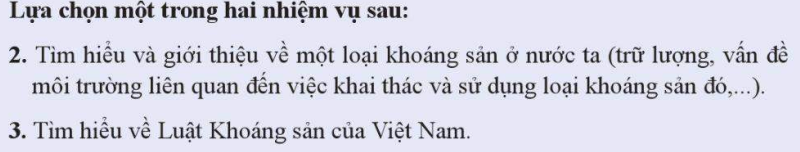 Lựa chọn một trong hai nhiệm vụ sau:
2. Tìm hiểu và giới thiệu về một loại khoáng sản ở nước ta (trữ lượng, vấn đề
môi trường liên quan đến việc khai thác và sử dụng loại khoáng sản đó,...).
3. Tìm hiểu về Luật Khoáng sản của Việt Nam.